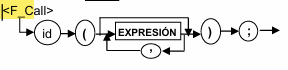 <F_Call>
id ( EXPRESIÓN ) ;
,